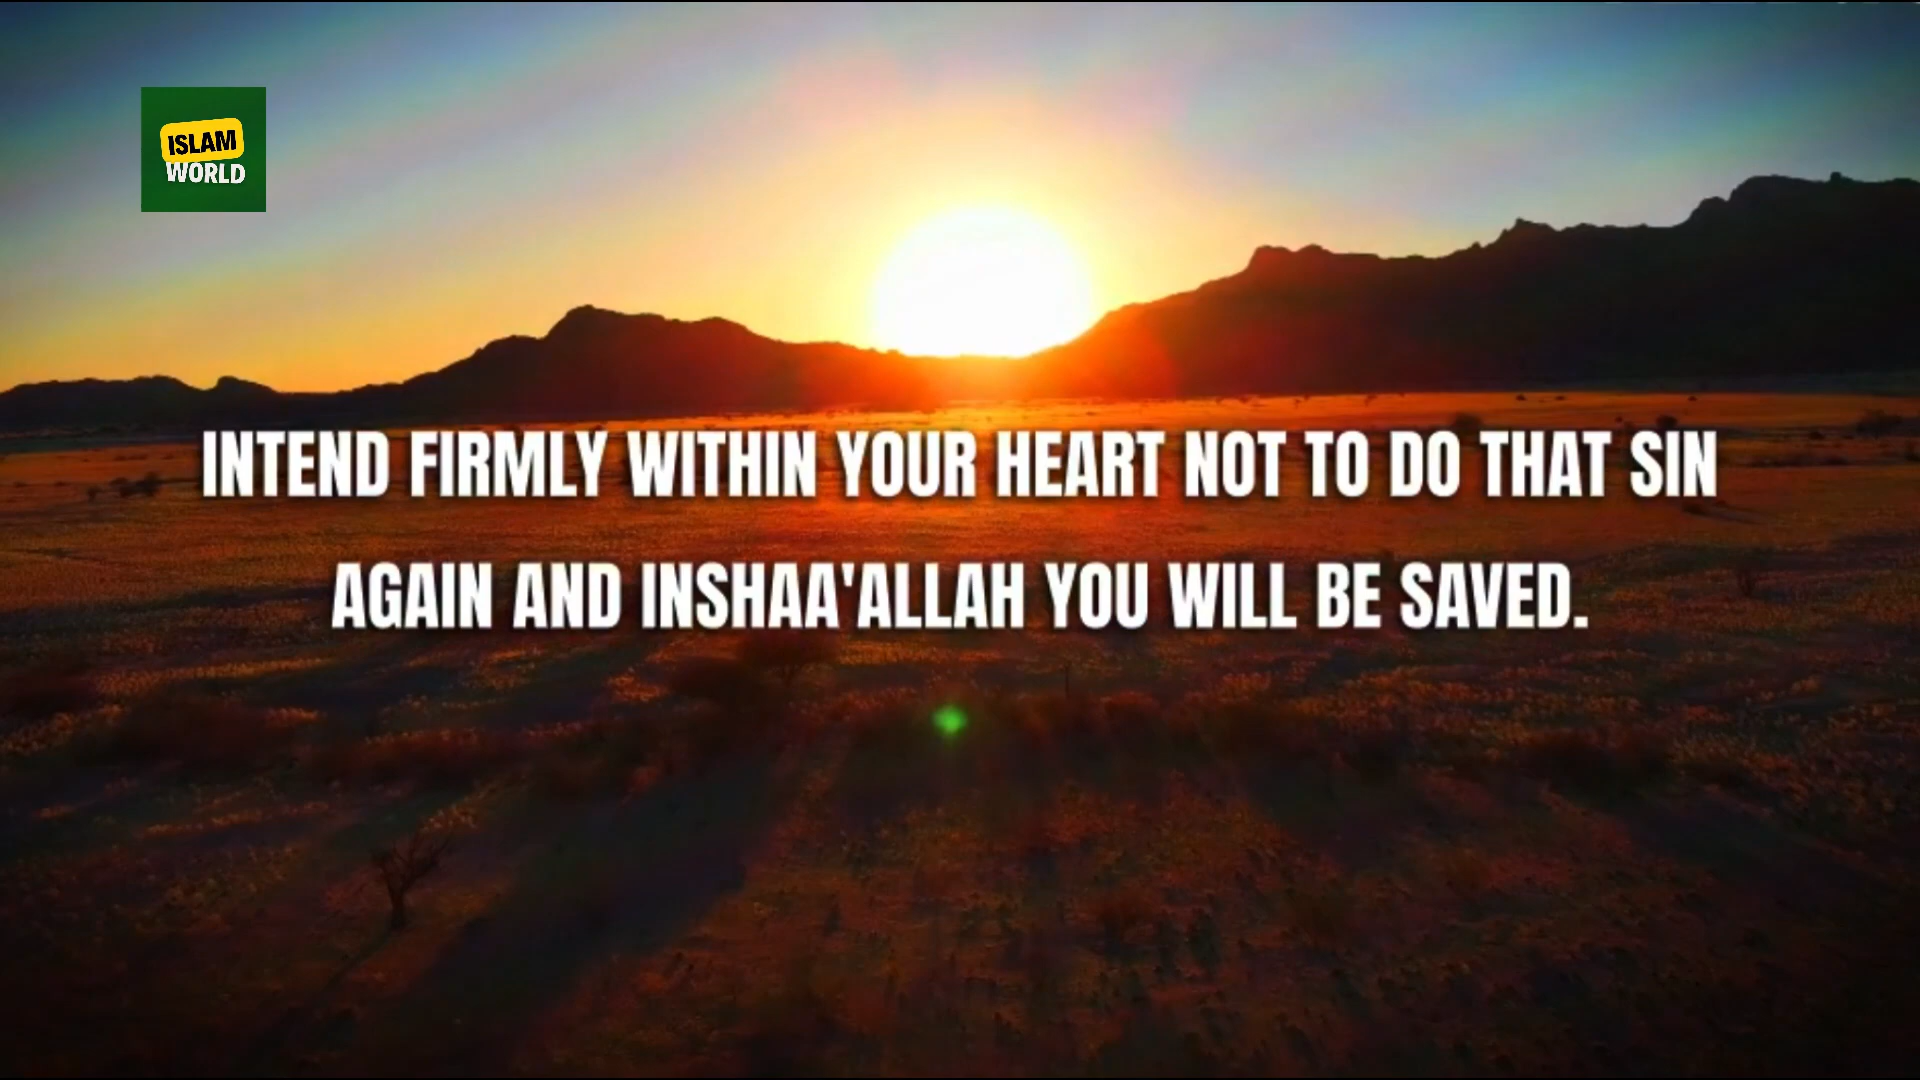 ISLAM
WORLD
INTEND FIRMLY WITHIN YOUR HEART NOT TO DO THAT SIN
AGAIN AND INSHAA'ALLAH YOU WILL BE SAVED.